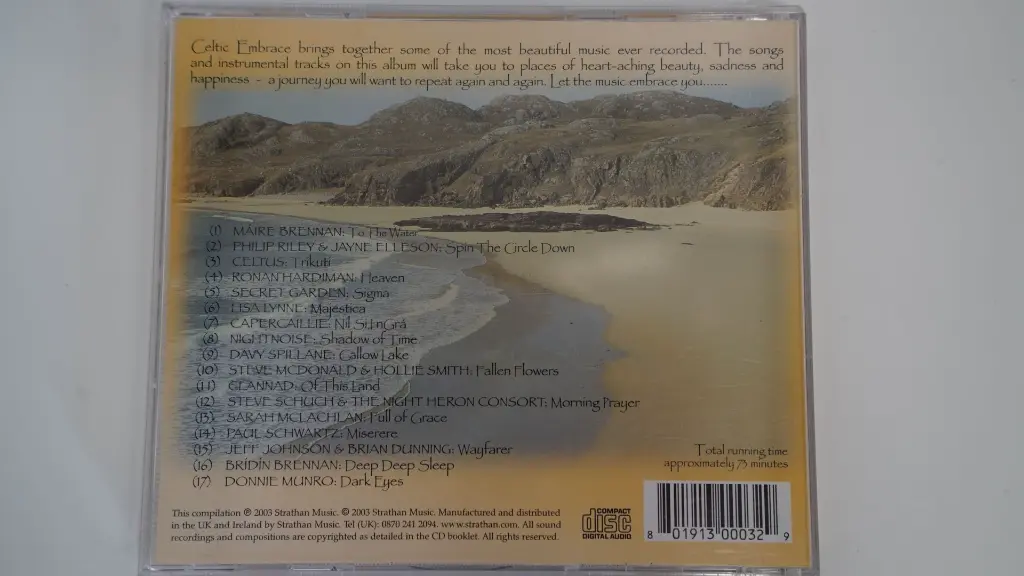 Celtic Embrace brings together some of the most beautiful music ever recorded. The songs
and instrumental tracks on this album will take you to places of heart-aching beauty, sadness and
happiness - a journey you will want to repeat again and again. Let the music embrace you.......
(1) MÁIRE BRENNAN: To The Water
(2) PHILIP RILEY & JAYNE ELLESON: Spin The Circle Down
(3) CELTUS: Trikuti
(4) RONAN HARDIMAN: Heaven
(5) SECRET GARDEN: Sigma
(6) LISA LYNNE: Majestica
(7) CAPERCAILLIE: Nil Si I nGrá
(8) NIGHTNOISE: Shadow of Time
(9) DAVY SPILLANE: Callow Lake
(10) STEVE MCDONALD & HOLLIE SMITH: Fallen Flowers
(11) CLANNAD: Of This Land
(12) STEVE SCHUCH & THE NIGHT HERON CONSORT: Morning Prayer
(13) SARAH MCLACHLAN: Full of Grace
(14) PAUL SCHWARTZ: Miserere
(15) JEFF JOHNSON & BRIAN DUNNING: Wayfarer
(16) BRÍDÍN BRENNAN: Deep Deep Sleep
(17) DONNIE MUNRO: Dark Eyes
Total running time
approximately 73 minutes
This compilation ℗ 2003 Strathan Music. © 2003 Strathan Music. Manufactured and distributed
in the UK and Ireland by Strathan Music. Tel (UK): 0870 241 2094. www.strathan.com. All sound
recordings and compositions are copyrighted as detailed in the CD booklet. All rights reserved.
COMPACT
disc
DIGITAL AUDIO
8 01913 00032 9